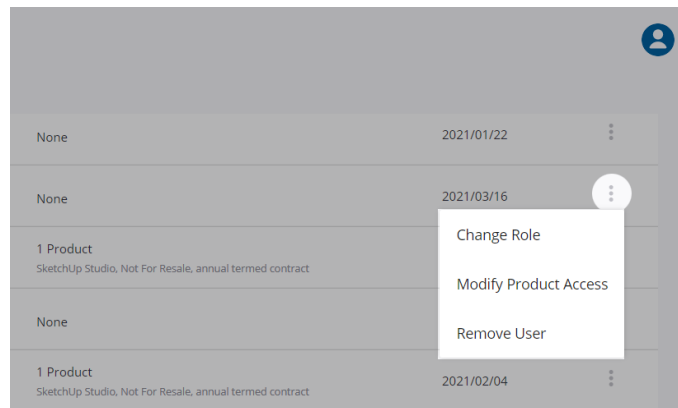 None
2021/01/22
None
2021/03/16
Change Role
1 Product
SketchUp Studio, Not For Resale, annual termed contract
Modify Product Access
None
Remove User
1 Product
2021/02/04
SketchUp Studio, Not For Resale, annual termed contract